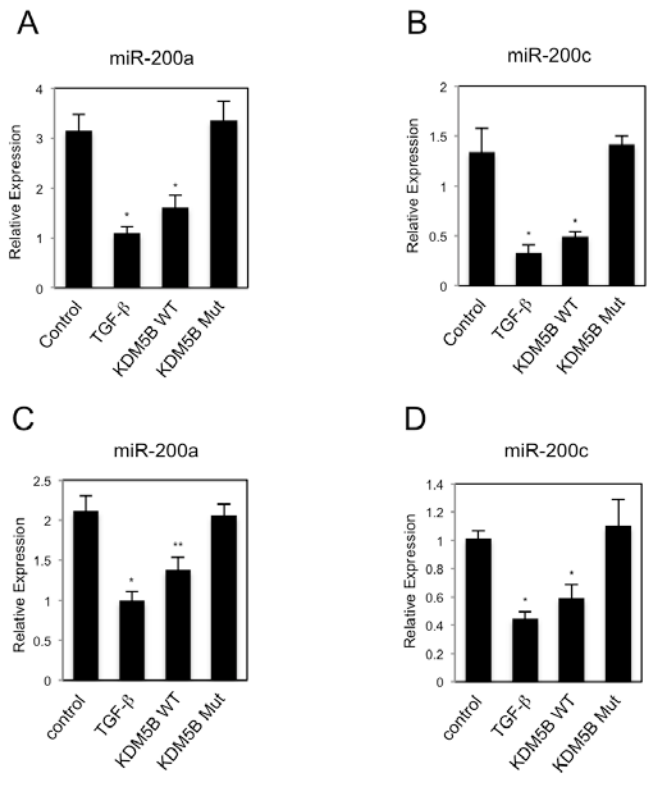 A
miR-200a
Relative Expression
4
3
2
1
0
*
*
Control
TGF-β
KDM5B WT
KDM5B Mut
B
miR-200c
Relative Expression
2
1.5
1
0.5
0
*
*
Control
TGF-β
KDM5B WT
KDM5B Mut
C
miR-200a
Relative Expression
2.5
2
1.5
1
0.5
0
*
**
control
TGF-β
KDM5B WT
KDM5B Mut
D
miR-200c
Relative Expression
1.4
1.2
1
0.8
0.6
0.4
0.2
0
*
*
control
TGF-β
KDM5B WT
KDM5B Mut